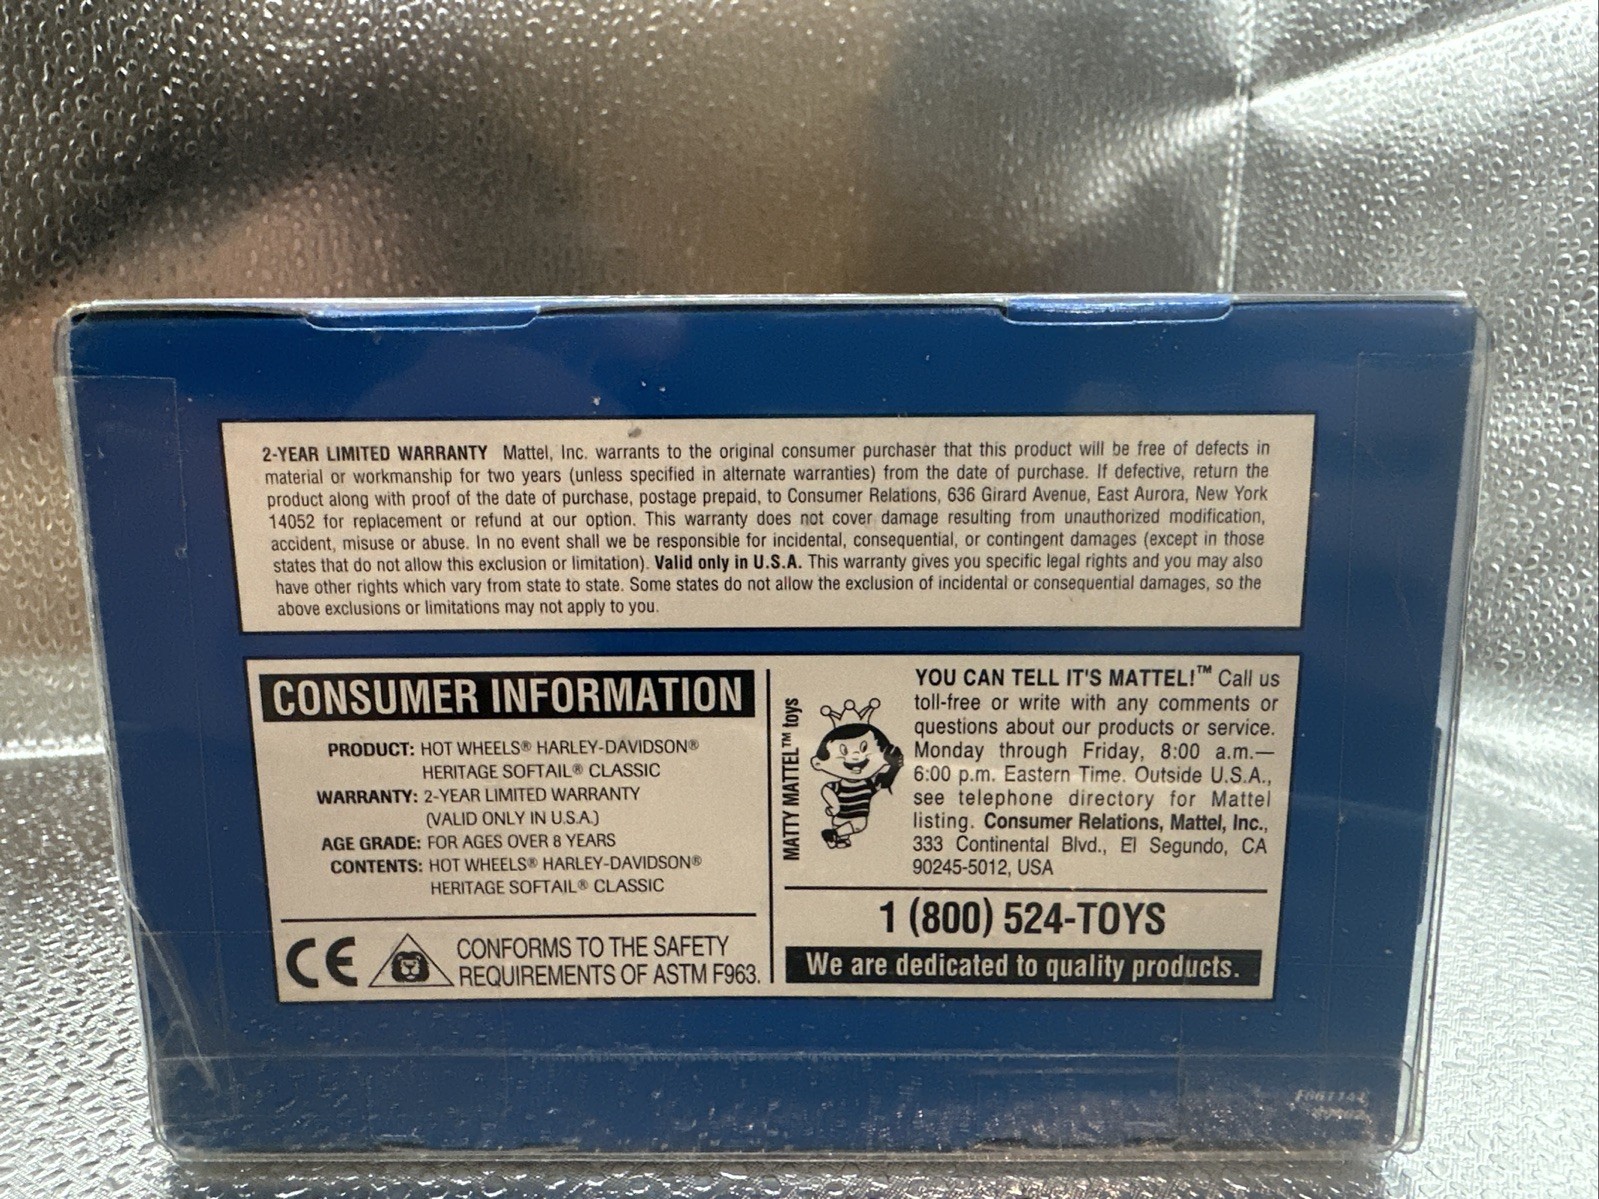 2-YEAR LIMITED WARRANTY Mattel, Inc. warrants to the original consumer purchaser that this product will be free of defects in
material or workmanship for two years (unless specified in alternate warranties) from the date of purchase. If defective, return the
product along with proof of the date of purchase, postage prepaid, to Consumer Relations, 636 Girard Avenue, East Aurora, New York
14052 for replacement or refund at our option. This warranty does not cover damage resulting from unauthorized modification,
accident, misuse or abuse. In no event shall we be responsible for incidental, consequential, or contingent damages (except in those
states that do not allow this exclusion or limitation). Valid only in U.S.A. This warranty gives you specific legal rights and you may also
have other rights which vary from state to state. Some states do not allow the exclusion of incidental or consequential damages, so the
above exclusions or limitations may not apply to you.
CONSUMER INFORMATION
PRODUCT: HOT WHEELS® HARLEY-DAVIDSON®
HERITAGE SOFTAIL® CLASSIC
WARRANTY: 2-YEAR LIMITED WARRANTY
(VALID ONLY IN U.S.A.)
AGE GRADE: FOR AGES OVER 8 YEARS
CONTENTS: HOT WHEELS® HARLEY-DAVIDSON®
HERITAGE SOFTAIL® CLASSIC
CE
CONFORMS TO THE SAFETY
REQUIREMENTS OF ASTM F963.
MATTY MATTEL™ toys
YOU CAN TELL IT'S MATTEL!™ Call us
toll-free or write with any comments or
questions about our products or service.
Monday through Friday, 8:00 a.m.—
6:00 p.m. Eastern Time. Outside U.S.A.,
see telephone directory for Mattel
listing. Consumer Relations, Mattel, Inc.,
333 Continental Blvd., El Segundo, CA
90245-5012, USA
1 (800) 524-TOYS
We are dedicated to quality products.